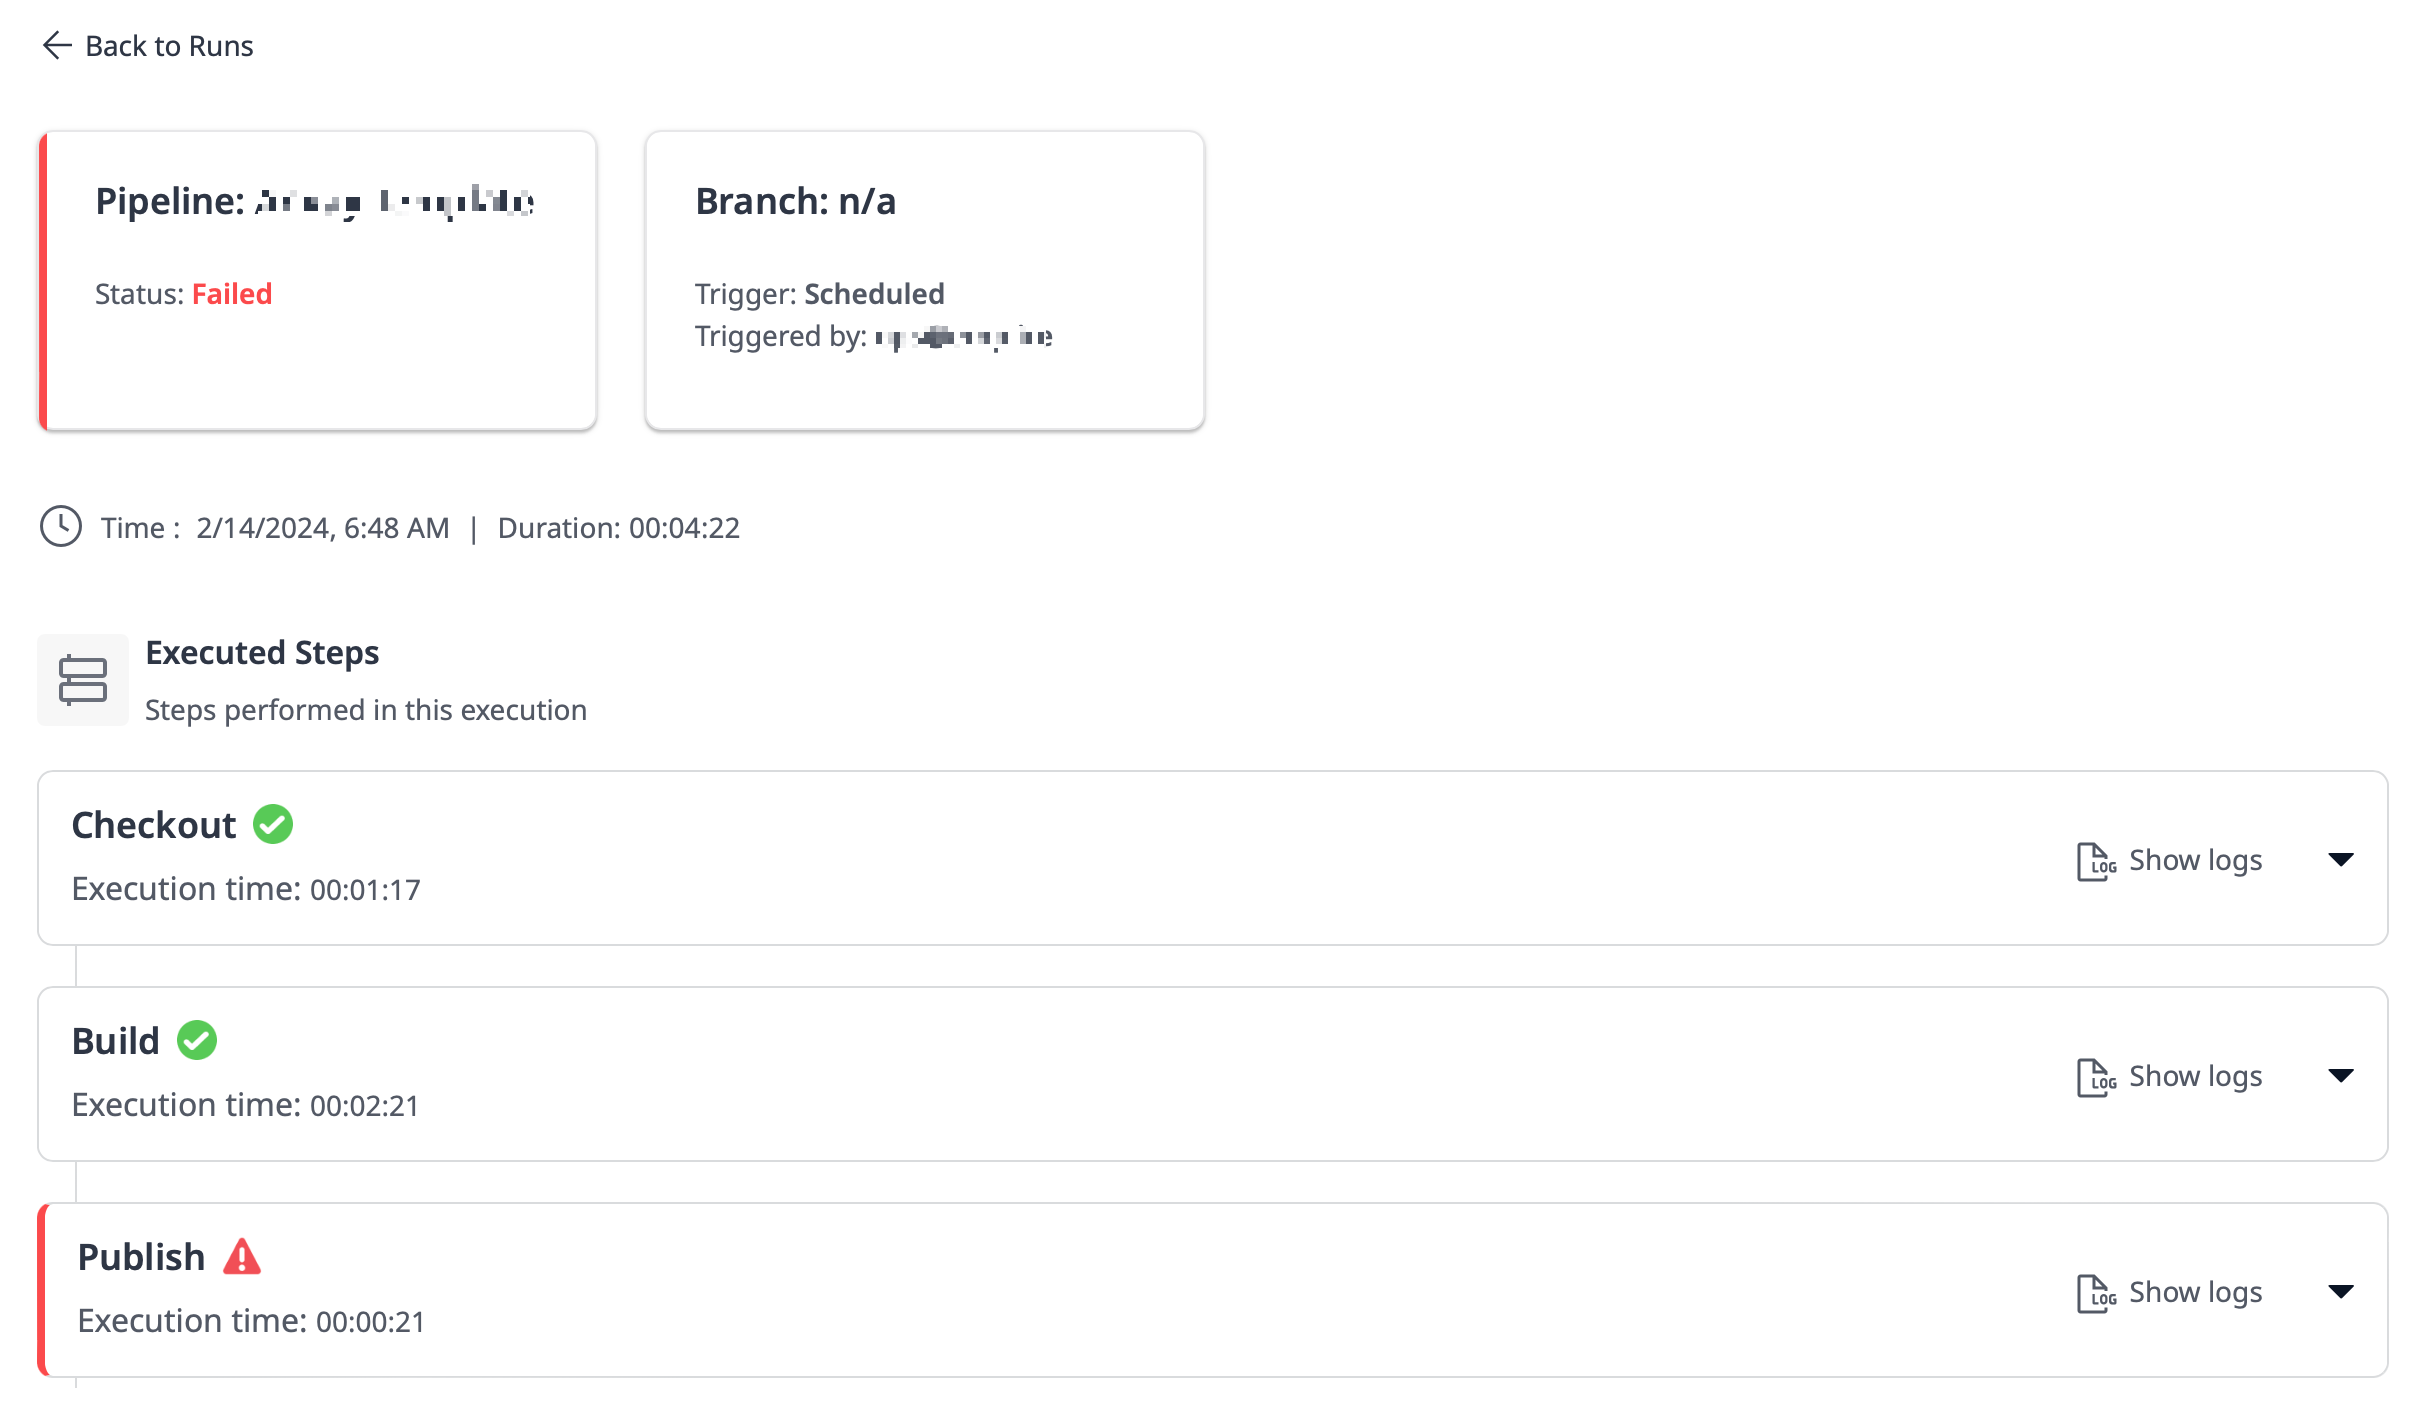 Back to Runs
Pipeline:
Status: Failed
Branch: n/a
Trigger: Scheduled
Triggered by:
Time : 2/14/2024, 6:48 AM | Duration: 00:04:22
Executed Steps
Steps performed in this execution
Checkout
Execution time: 00:01:17
LOG Show logs
Build
Execution time: 00:02:21
LOG Show logs
Publish
Execution time: 00:00:21
LOG Show logs